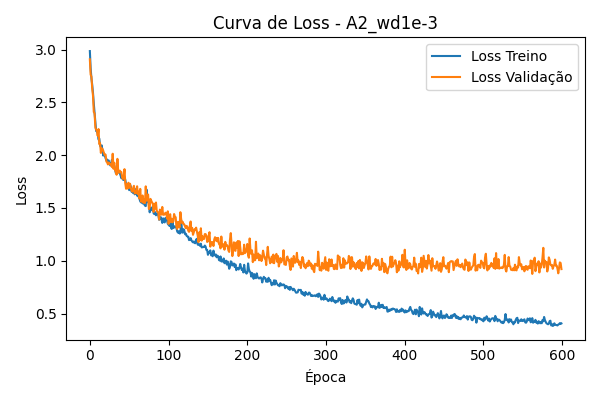 Curva de Loss - A2_wd1e-3
Loss Treino
Loss Validação
3.0
2.5
2.0
1.5
1.0
0.5
Loss
0 100 200 300 400 500 600
Época